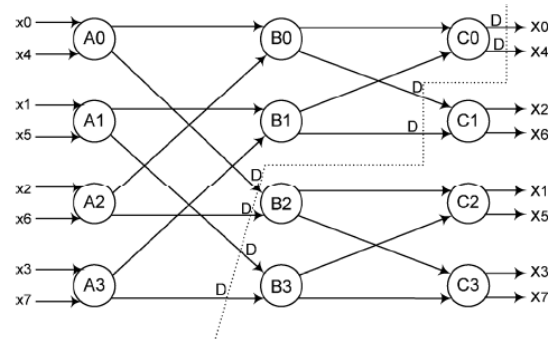 x0 A0 B0 C0 D X0
x4 D X4
D
x1 A1 B1 D C1 X2
x5 X6
D
x2 A2 D B2 C2 X1
x6 X5
D
x3 A3 D B3 C3 X3
x7 X7